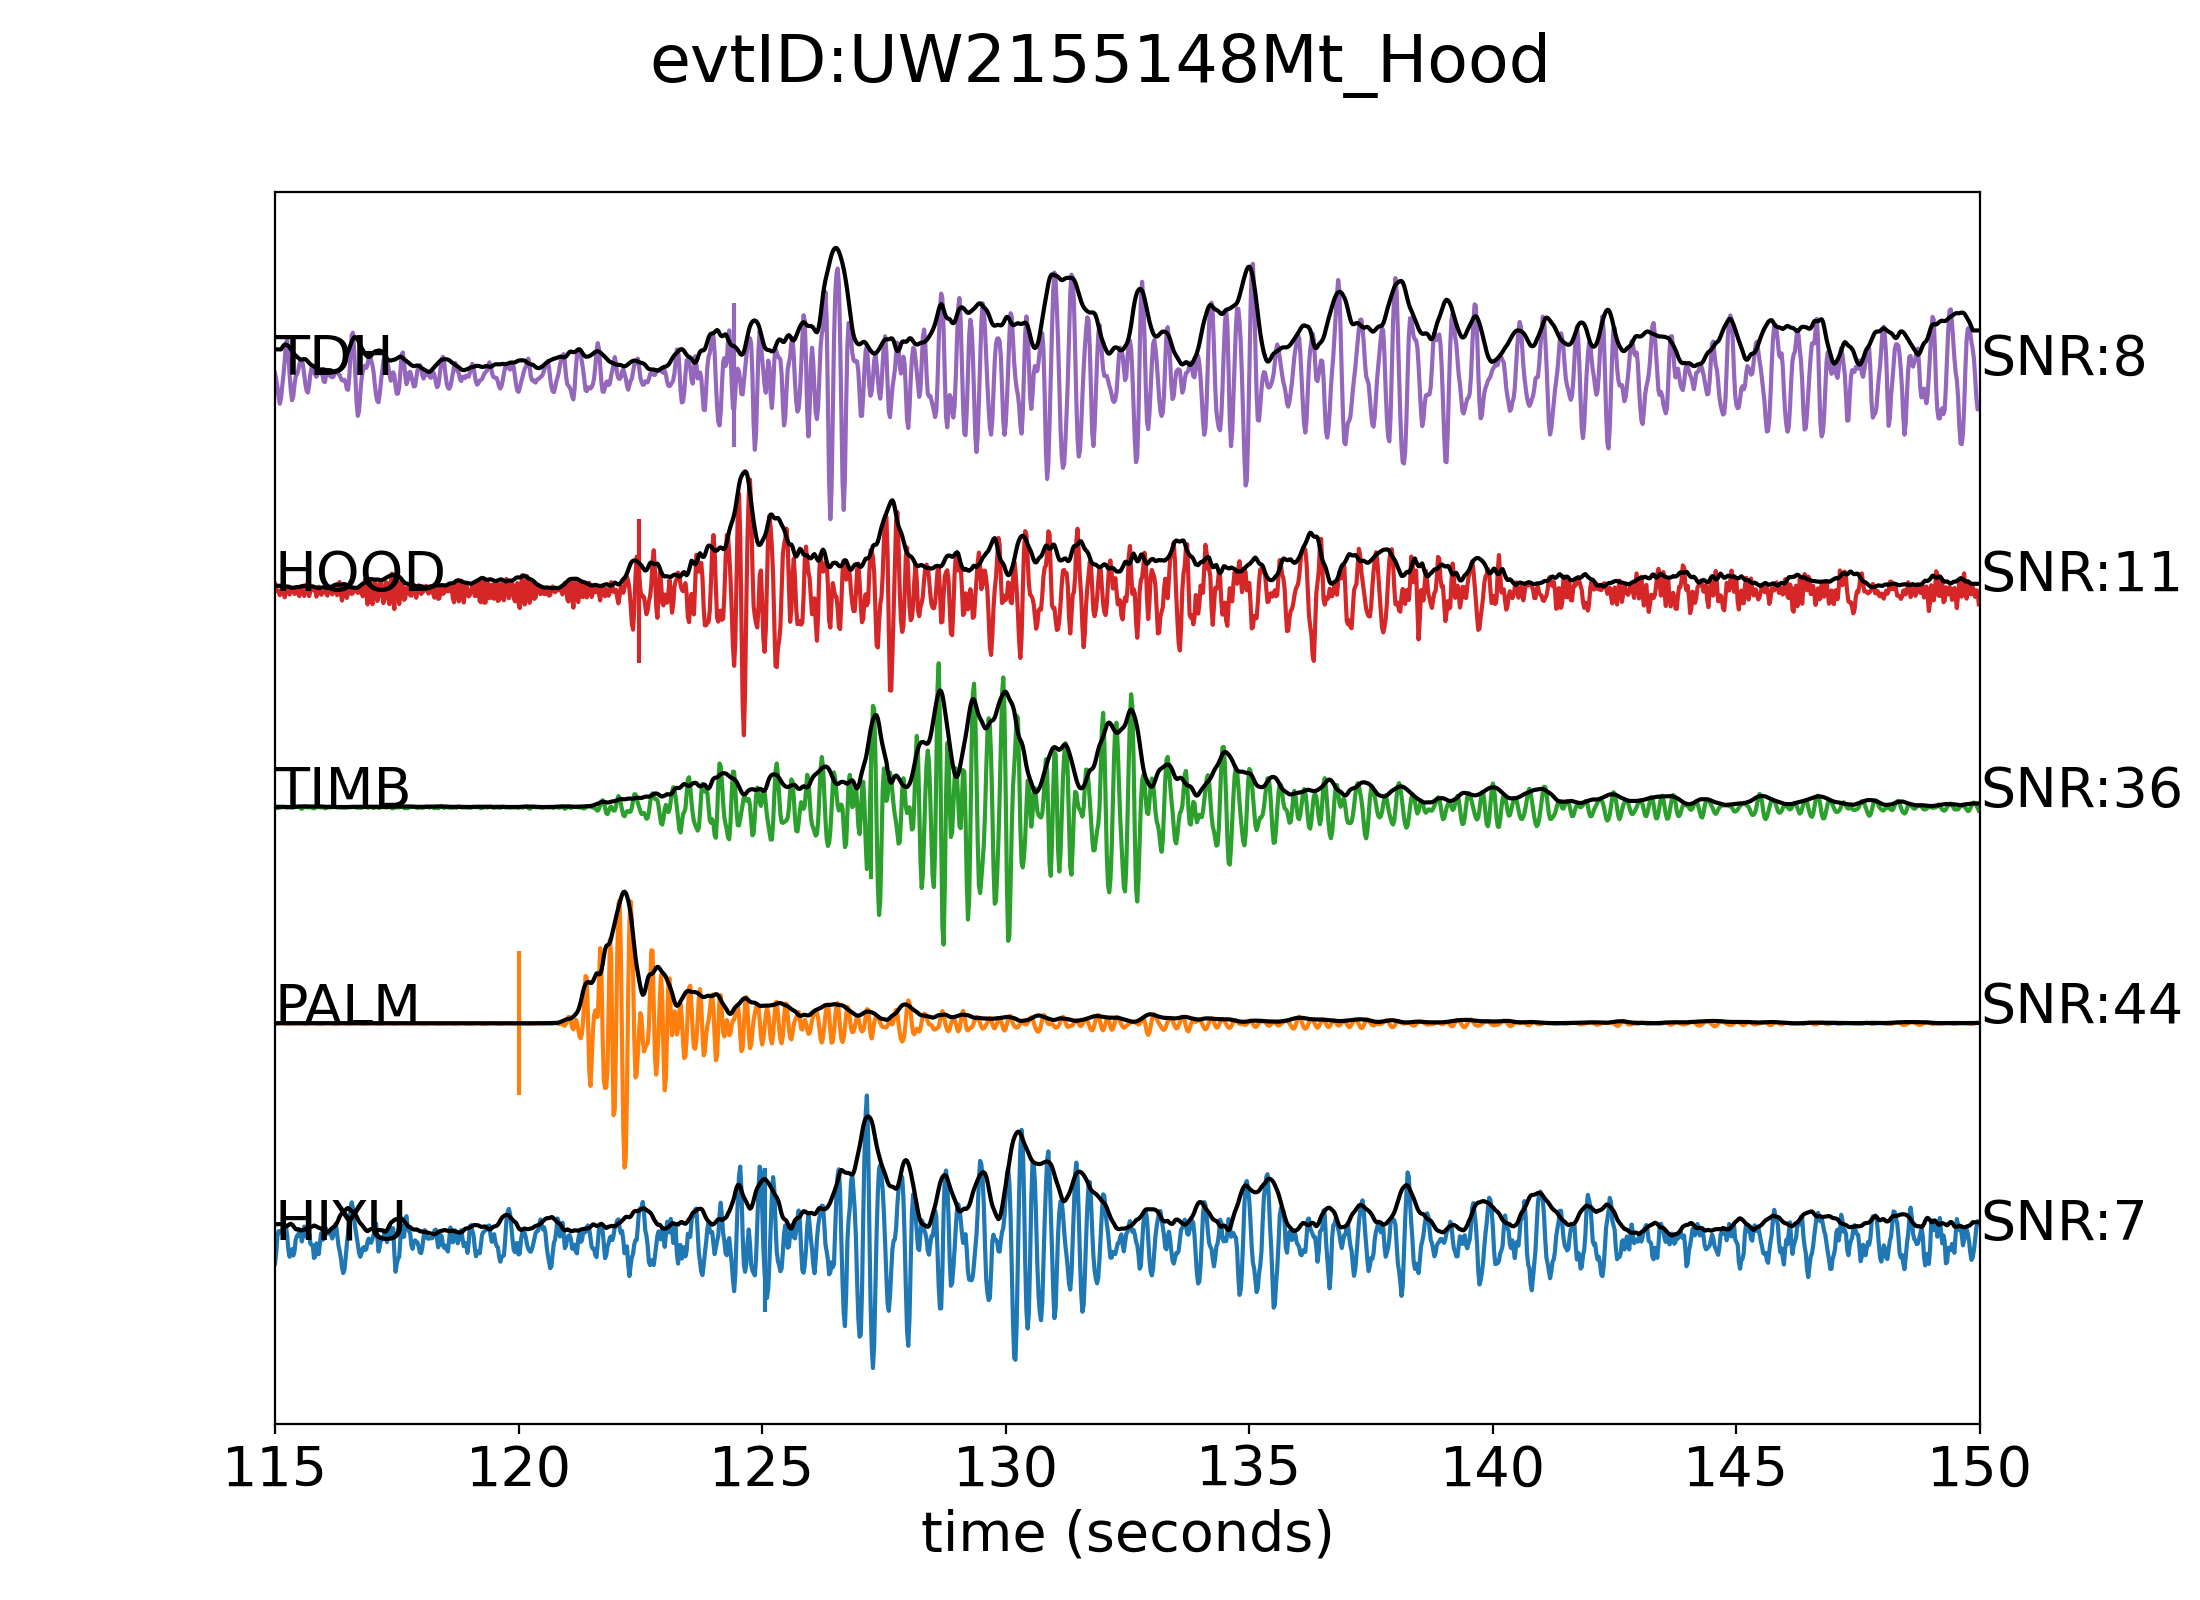 evtID:UW2155148Mt_Hood
TDH SNR:8
HOOD SNR:11
TIMB SNR:36
PALM SNR:44
HIYU SNR:7
115 120 125 130 135 140 145 150
time (seconds)